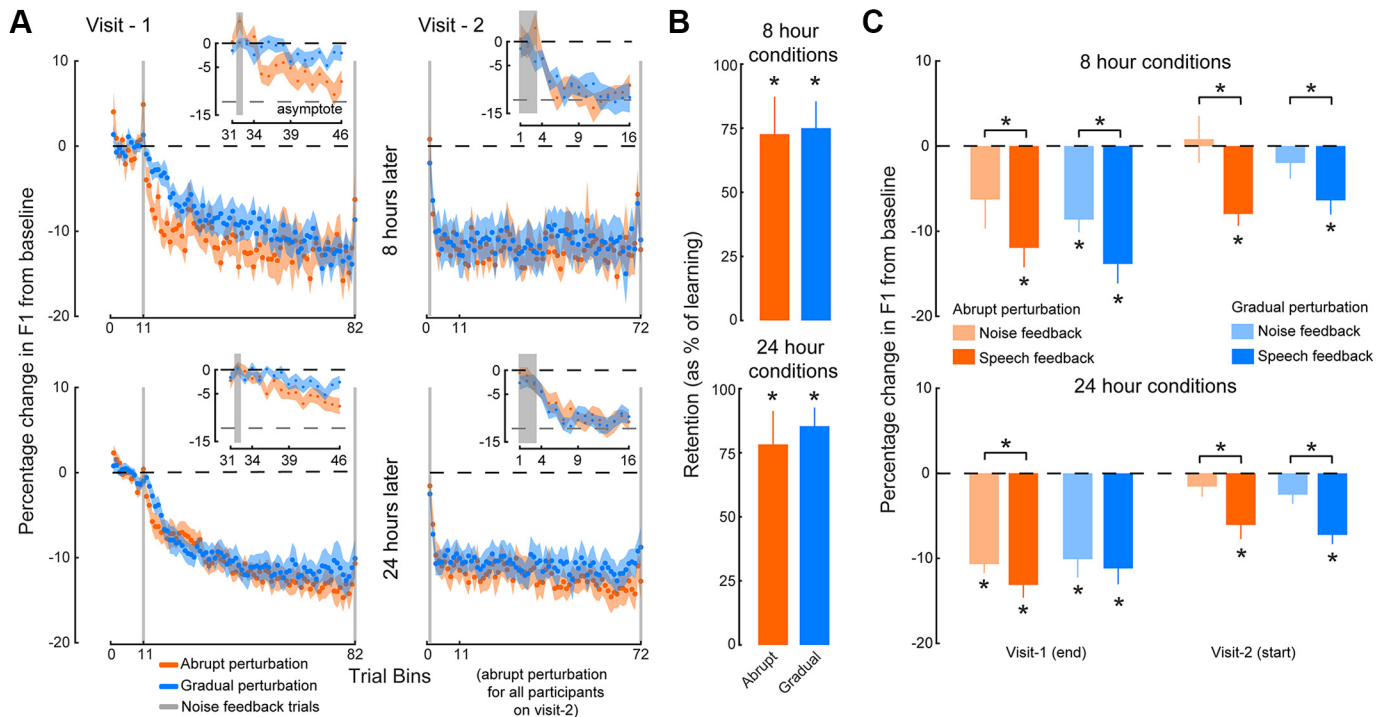 A
Visit - 1
Visit - 2
0
-5
-15
asymptote
31 34 39 46
0
-5
-15
1 4 9 16
10
0
-10
-20
0 11 82
8 hours later
0 11 72
0
-5
-15
31 34 39 46
0
-5
-15
1 4 9 16
10
0
-10
-20
0 11 82
24 hours later
0 11 72
Percentage change in F1 from baseline
Trial Bins
Abrupt perturbation
Gradual perturbation
Noise feedback trials
(abrupt perturbation
for all participants
on visit-2)
B
8 hour
conditions
* *
100
75
50
25
0
24 hour
conditions
* *
100
75
50
25
0
Retention (as % of learning)
Abrupt
Gradual
C
8 hour conditions
10
0
-10
-20
* * * *
* * * * *
Abrupt perturbation
Noise feedback
Speech feedback
Gradual perturbation
Noise feedback
Speech feedback
24 hour conditions
10
0
-10
-20
* * *
* * * * * *
Percentage change in F1 from baseline
Visit-1 (end)
Visit-2 (start)